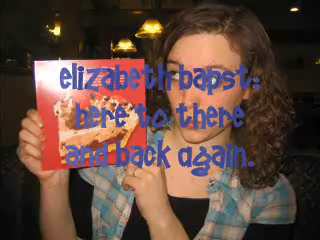 elizabeth bapst:
here to there
and back again.